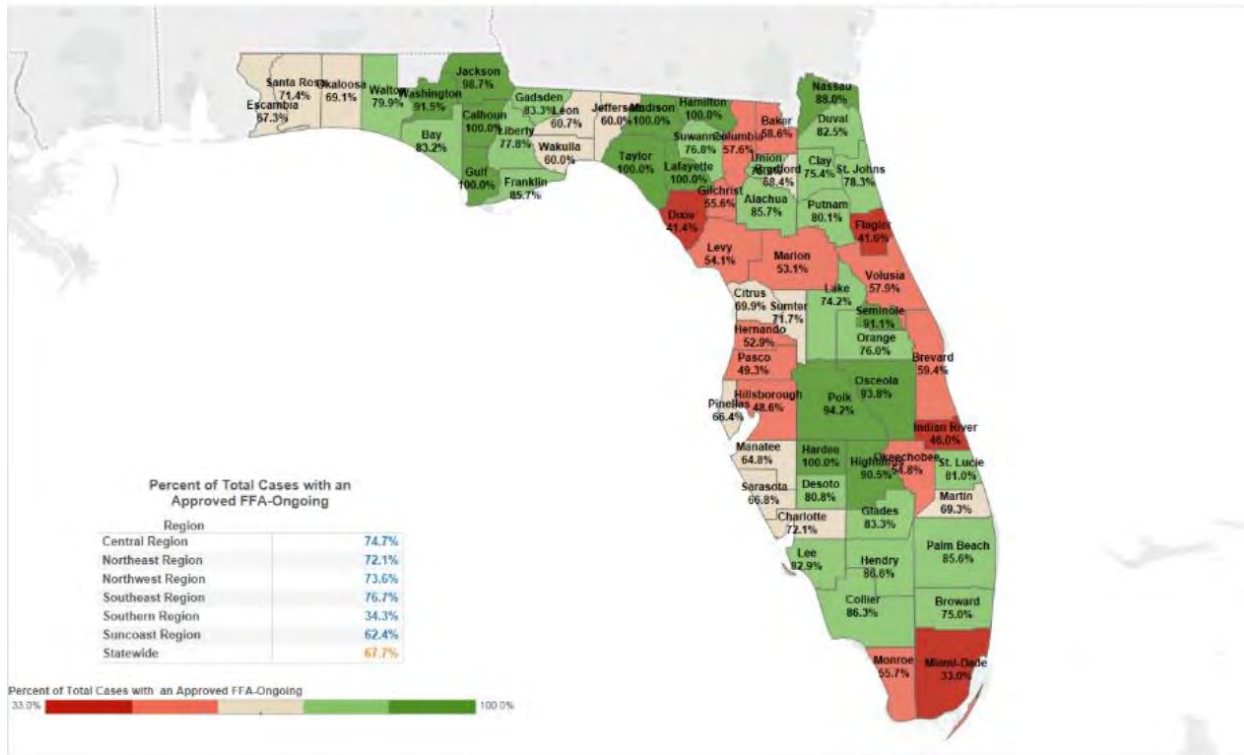 Jackson
98.7%
Santa Rosa
71.4%
Okaloosa
69.1%
Walton
79.9%
Washington
91.5%
Escambia
67.3%
Gadsden
83.3%
Leon
60.7%
Jefferson
60.0%
Madison
100.0%
Hamilton
100.0%
Calhoun
100.0%
Liberty
77.8%
Bay
83.2%
Wakulla
60.0%
Gulf
100.0%
Franklin
85.7%
Taylor
100.0%
Suwannee
76.8%
Columbia
57.6%
Baker
58.6%
Nassau
88.0%
Duval
82.5%
Lafayette
100.0%
Union
Bradford
68.4%
Clay
75.4%
St. Johns
78.3%
Gilchrist
55.6%
Alachua
85.7%
Putnam
80.1%
Dixie
41.4%
Flagler
41.6%
Levy
54.1%
Marion
53.1%
Volusia
57.9%
Citrus
69.9%
Sumter
71.7%
Lake
74.2%
Seminole
91.1%
Hernando
52.9%
Orange
76.0%
Pasco
49.3%
Brevard
59.4%
Osceola
93.8%
Polk
94.2%
Hillsborough
48.6%
Pinellas
66.4%
Indian River
46.0%
Manatee
64.8%
Hardee
100.0%
Highlands
90.5%
Okeechobee
54.8%
St. Lucie
81.0%
Sarasota
66.8%
Desoto
80.8%
Martin
69.3%
Charlotte
72.1%
Glades
83.3%
Lee
82.9%
Hendry
86.6%
Palm Beach
85.6%
Collier
86.3%
Broward
75.0%
Monroe
55.7%
Miami-Dade
33.0%
Percent of Total Cases with an
Approved FFA-Ongoing
Region
Central Region 74.7%
Northeast Region 72.1%
Northwest Region 73.6%
Southeast Region 76.7%
Southern Region 34.3%
Suncoast Region 62.4%
Statewide 67.7%
Percent of Total Cases with an Approved FFA-Ongoing
33.0% 100.0%